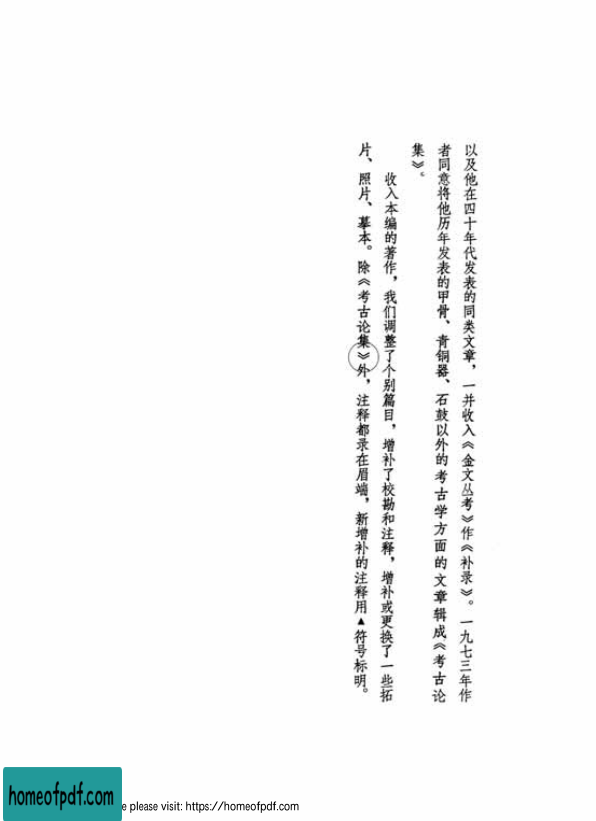 以及他在四十年代发表的同类文章，一并收入《金文丛考》作《补录》。一九七三年作
者同意将他历年发表的甲骨、青铜器、石鼓以外的考古学方面的文章辑成《考古论
集》。
收入本编的著作，我们调整了个别篇目，增补了校勘和注释，增补或更换了一些拓
片、照片、摹本。除《考古论集》外，注释都录在眉端，新增补的注释用▲符号标明。
homeofpdf.com
e please visit: https://homeofpdf.com